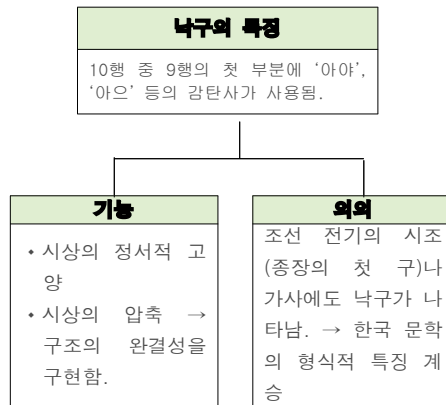 낙구의 특징
10행 중 9행의 첫 부분에 ‘아야’,
‘아으’ 등의 감탄사가 사용됨.
기능
• 시상의 정서적 고
양
• 시상의 압축 →
구조의 완결성을
구현함.
의의
조선 전기의 시조
(종장의 첫 구)나
가사에도 낙구가 나
타남. → 한국 문학
의 형식적 특징 계
승